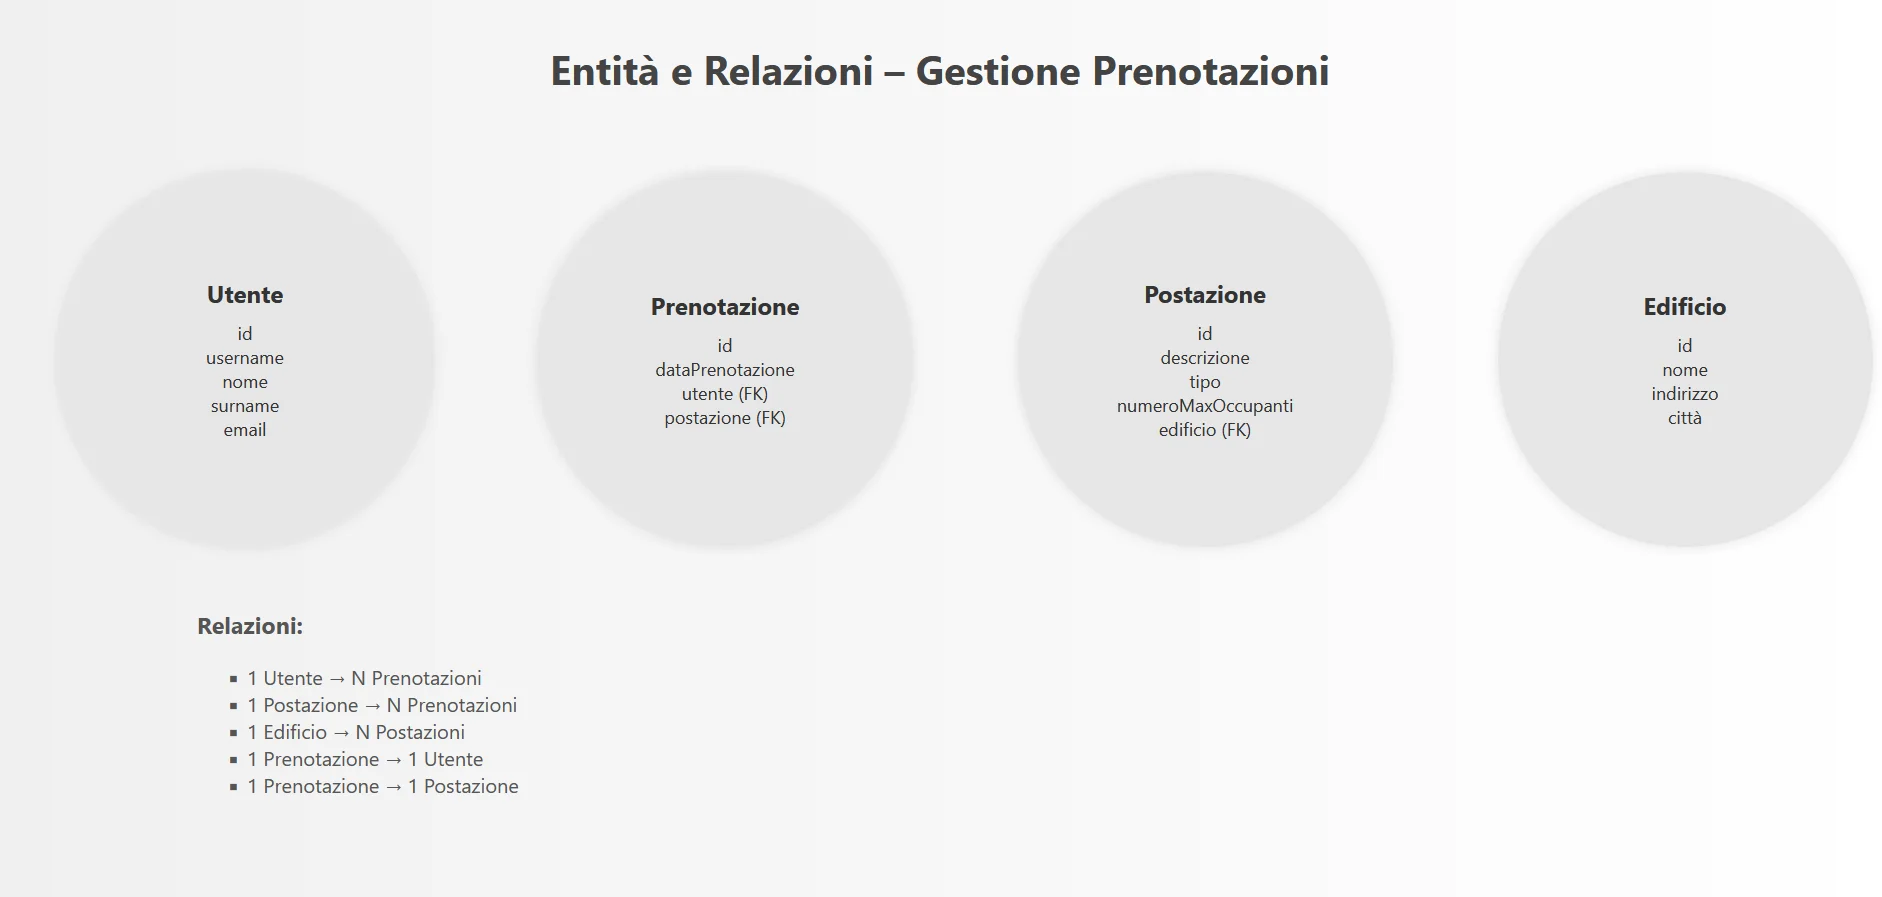 Entità e Relazioni – Gestione Prenotazioni
Utente
id
username
nome
surname
email
Prenotazione
id
dataPrenotazione
utente (FK)
postazione (FK)
Postazione
id
descrizione
tipo
numeroMaxOccupanti
edificio (FK)
Edificio
id
nome
indirizzo
città
Relazioni:
▪ 1 Utente → N Prenotazioni
▪ 1 Postazione → N Prenotazioni
▪ 1 Edificio → N Postazioni
▪ 1 Prenotazione → 1 Utente
▪ 1 Prenotazione → 1 Postazione